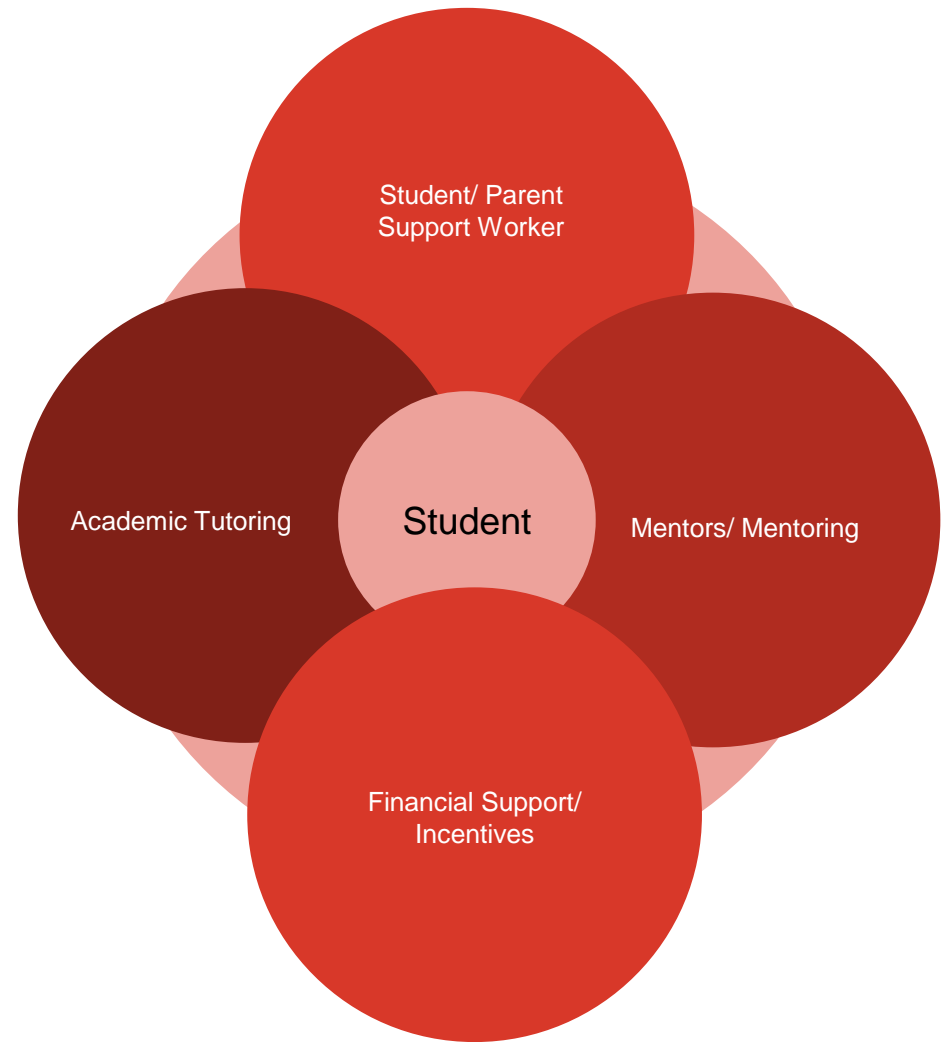 Student/ Parent
Support Worker
Academic Tutoring
Student
Mentors/ Mentoring
Financial Support/
Incentives